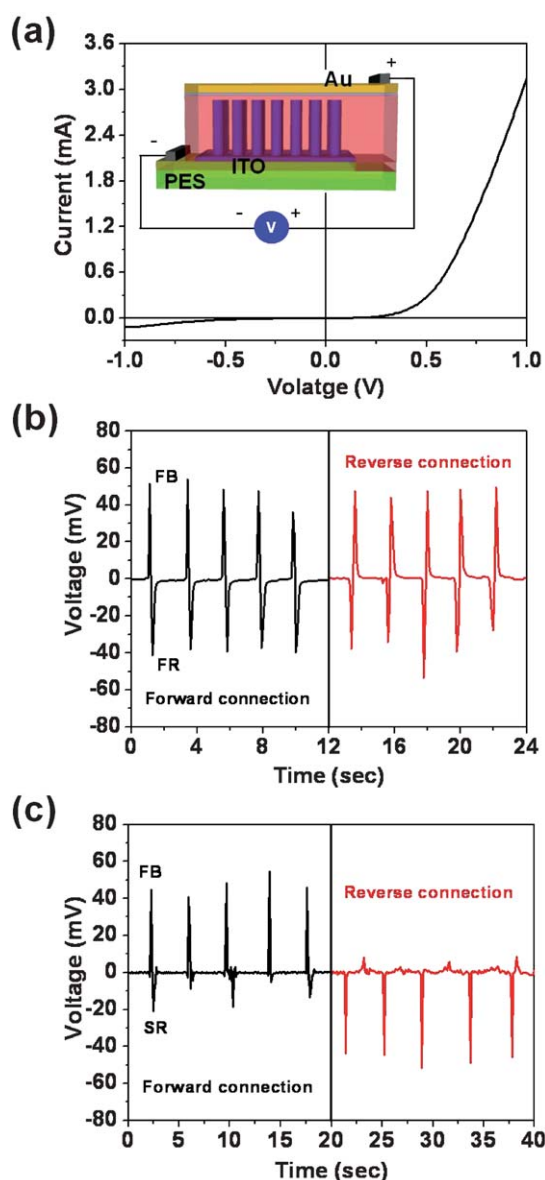 (a)
Current (mA)
3.6
3.0
2.4
1.8
1.2
0.6
0.0
Au
+
-
ITO
PES
- V +
-1.0 -0.5 0.0 0.5 1.0
Volatge (V)
(b)
Voltage (mV)
80
60
40
20
0
-20
-40
-60
-80
FB
FR
Forward connection
Reverse connection
0 4 8 12 16 20 24
Time (sec)
(c)
Voltage (mV)
80
60
40
20
0
-20
-40
-60
-80
FB
SR
Forward connection
Reverse connection
0 5 10 15 20 25 30 35 40
Time (sec)